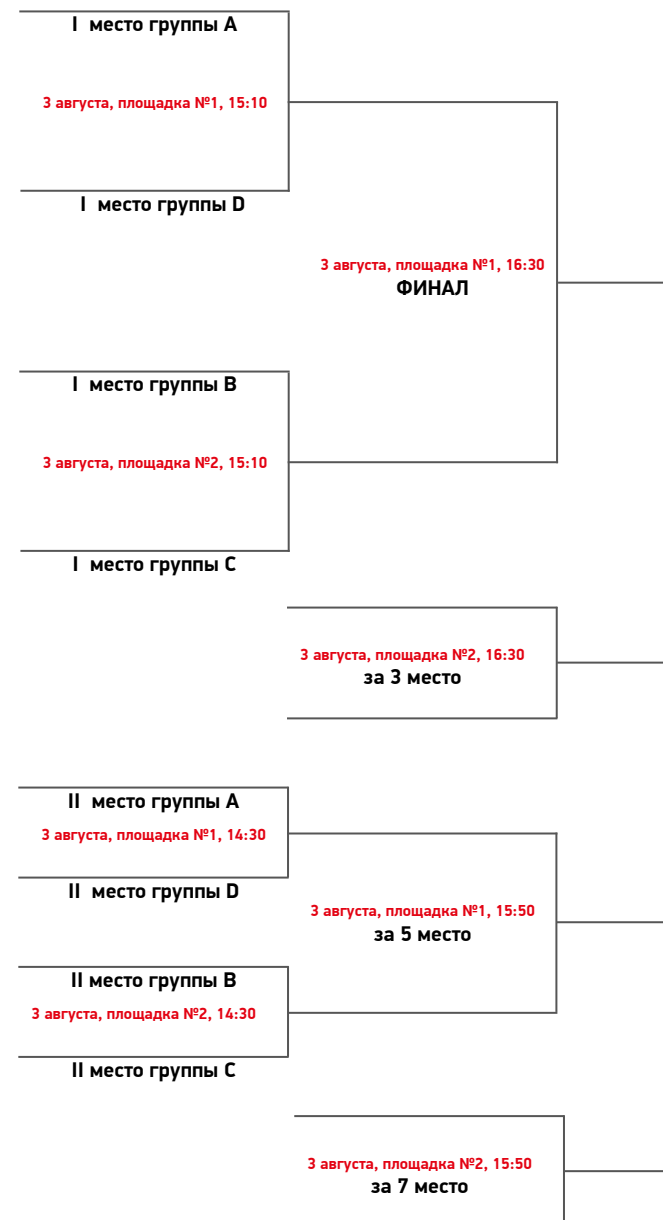 I место группы A
3 августа, площадка №1, 15:10
I место группы D
3 августа, площадка №1, 16:30
ФИНАЛ
I место группы B
3 августа, площадка №2, 15:10
I место группы C
3 августа, площадка №2, 16:30
за 3 место
II место группы A
3 августа, площадка №1, 14:30
II место группы D
3 августа, площадка №1, 15:50
за 5 место
II место группы B
3 августа, площадка №2, 14:30
II место группы C
3 августа, площадка №2, 15:50
за 7 место